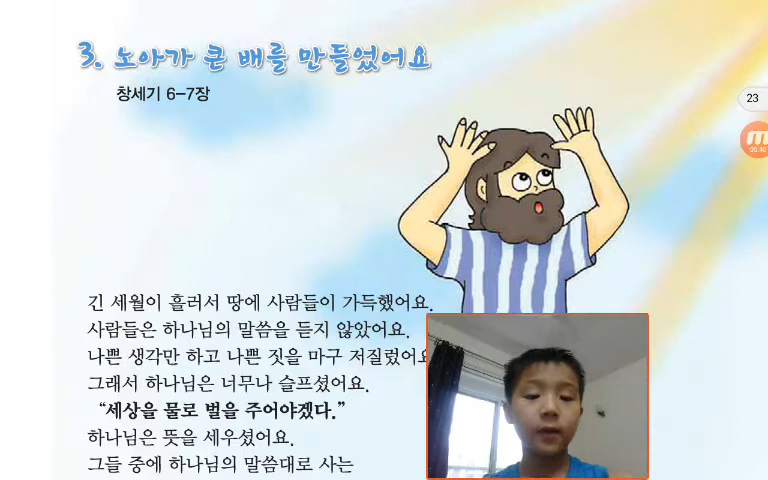 3. 노아가 큰 배를 만들었어요
창세기 6-7장
23
00:40
긴 세월이 흘러서 땅에 사람들이 가득했어요.
사람들은 하나님의 말씀을 듣지 않았어요.
나쁜 생각만 하고 나쁜 짓을 마구 저질렀어
그래서 하나님은 너무나 슬프셨어요.
“세상을 물로 벌을 주어야겠다.”
하나님은 뜻을 세우셨어요.
그들 중에 하나님의 말씀대로 사는